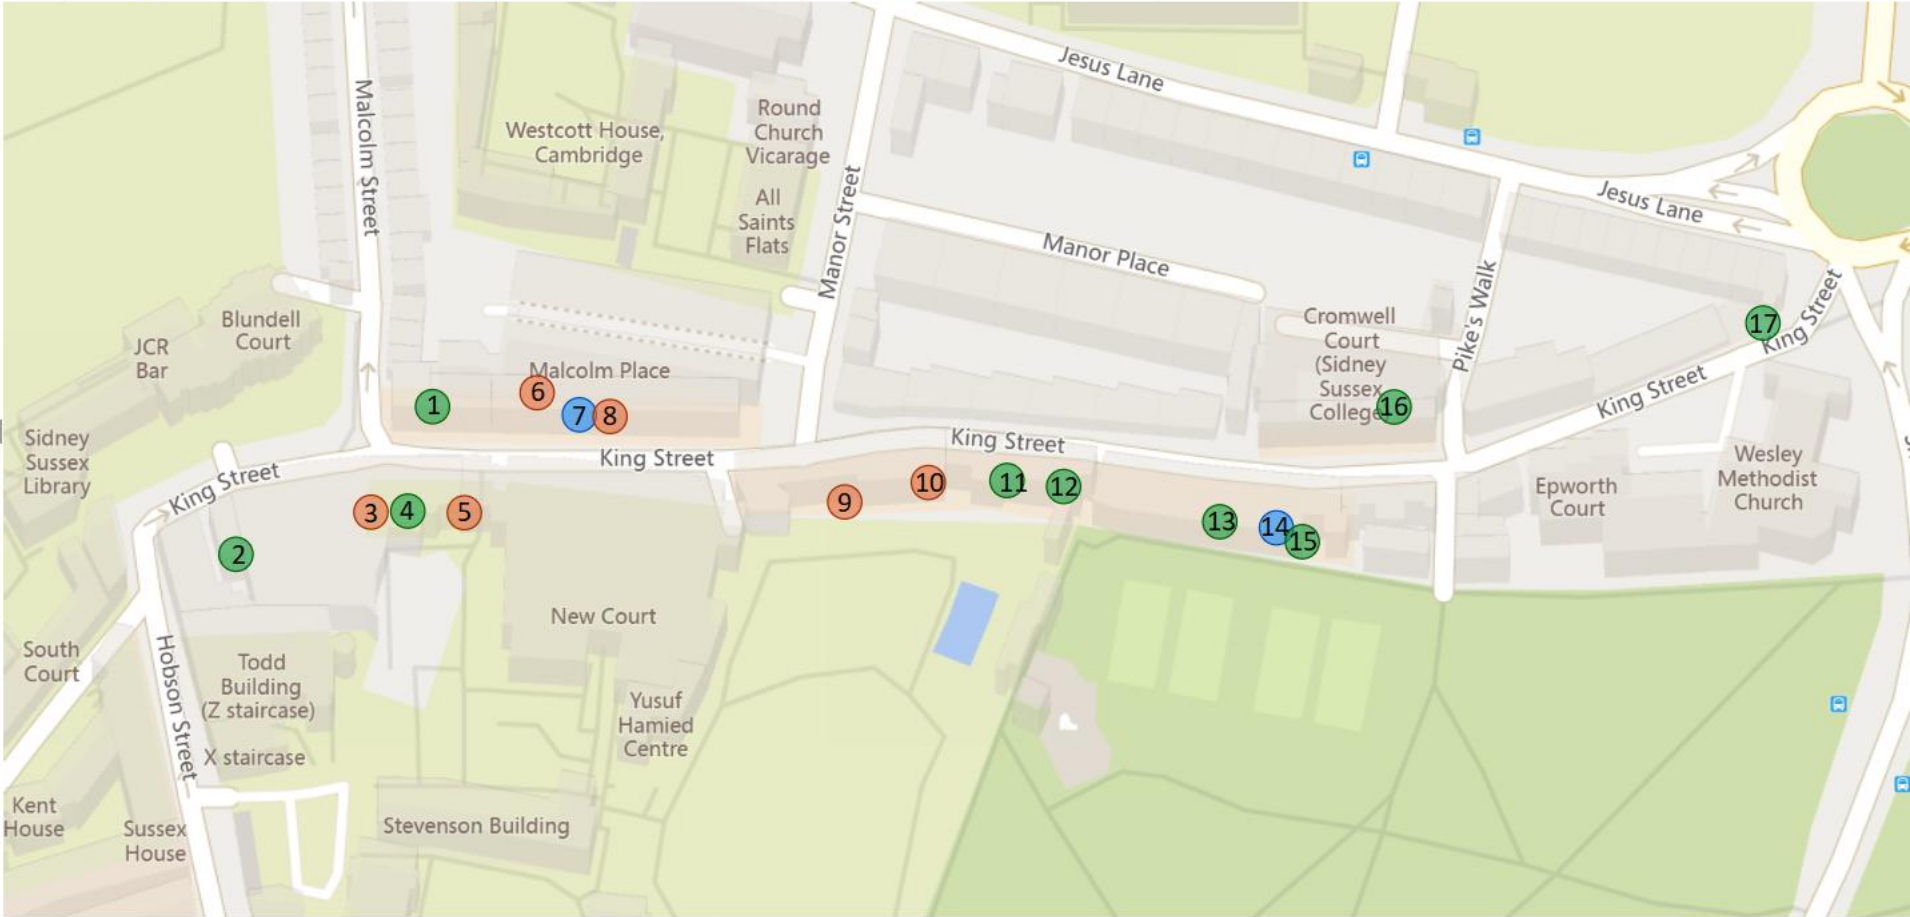 Jesus Lane
Malcolm Street
Westcott House,
Cambridge
Round
Church
Vicarage
All
Saints
Flats
Manor Street
Jesus Lane
Manor Place
Pike's Walk
Blundell
Court
JCR
Bar
Cromwell
Court
(Sidney
Sussex
College
16
17
King Street
Malcolm Place
1
6
7
8
King Street
Sidney
Sussex
Library
King Street
King Street
King Street
Wesley
Methodist
Church
Epworth
Court
2
3
4
5
9
10
11
12
13
14
15
New Court
South
Court
Hobson Street
Todd
Building
(Z staircase)
X staircase
Yusuf
Hamied
Centre
Kent
House
Sussex
House
Stevenson Building